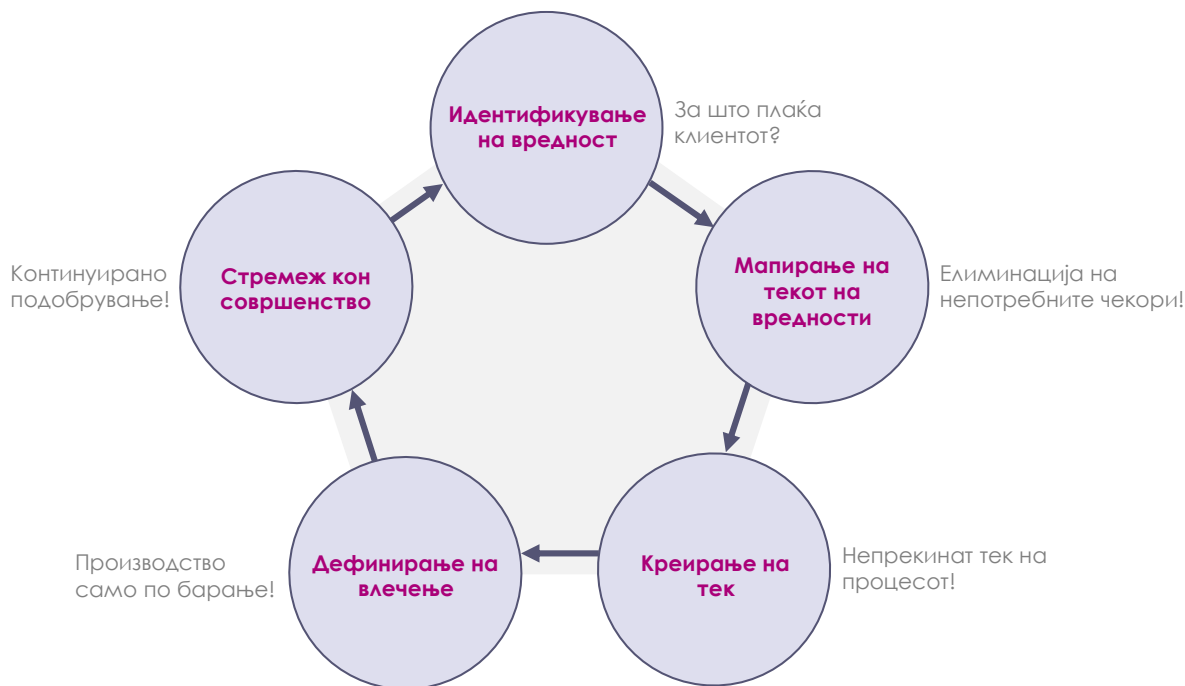 Идентификување
на вредност
За што плаќа
клиентот?
Мапирање на
текот на
вредности
Елиминација на
непотребните чекори!
Креирање на
тек
Непрекинат тек на
процесот!
Дефинирање на
влечење
Производство
само по барање!
Стремеж кон
совршенство
Континуирано
подобрување!